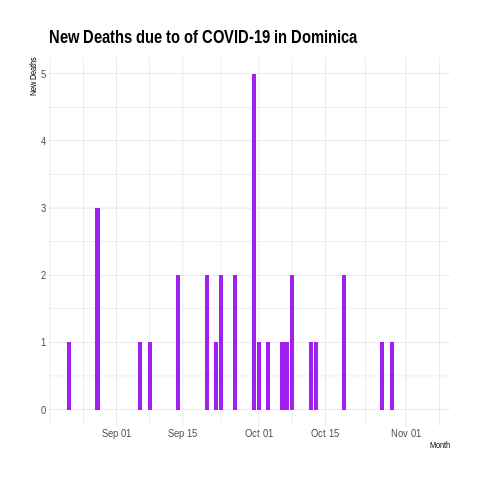 New Deaths due to of COVID-19 in Dominica
New Deaths
5
4
3
2
1
0
Sep 01 Sep 15 Oct 01 Oct 15 Nov 01
Month